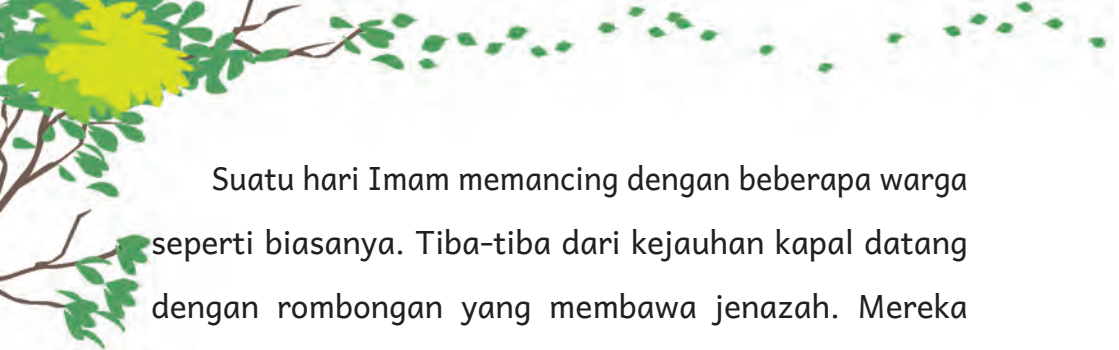 Suatu hari Imam memancing dengan beberapa warga
seperti biasanya. Tiba-tiba dari kejauhan kapal datang
dengan rombongan yang membawa jenazah. Mereka